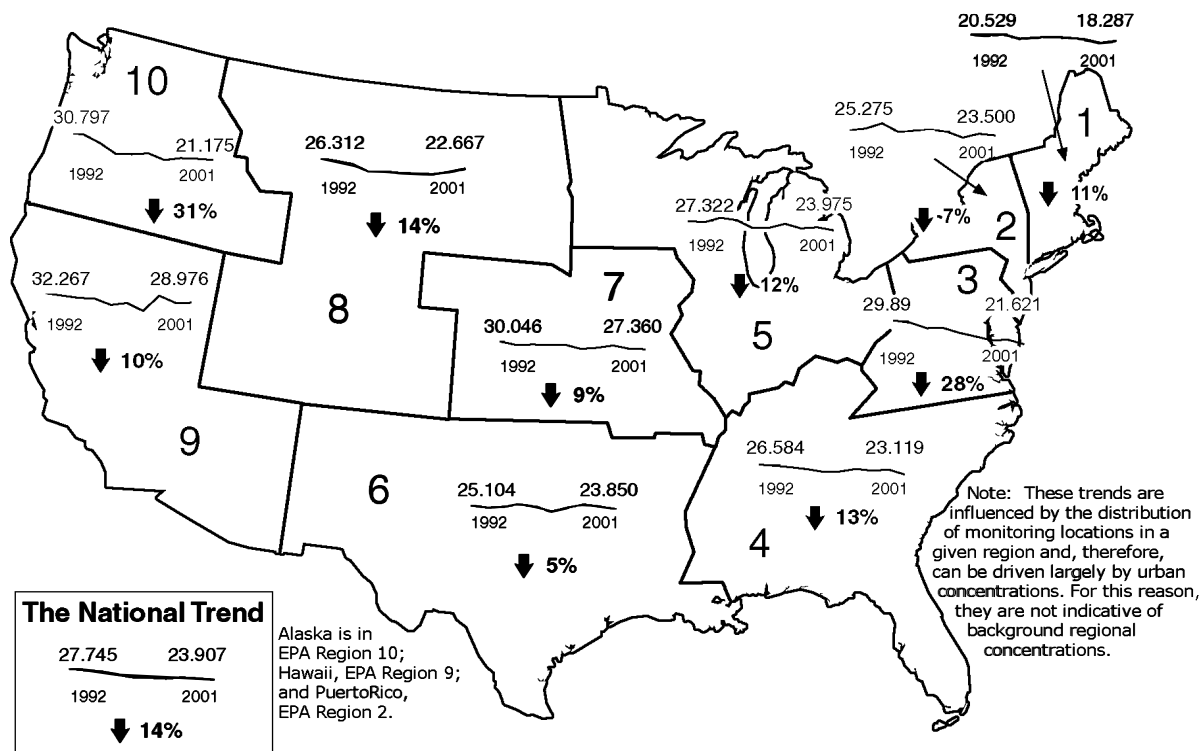 20.529 18.287
1992 2001
1
11%
10
30.797 21.175
1992 2001
31%
26.312 22.667
1992 2001
14%
8
25.275 23.500
1992 2001
-7%
2
27.322 23.975
1992 2001
12%
5
32.267 28.976
1992 2001
10%
9
7
30.046 27.360
1992 2001
9%
3
29.89 21.621
1992 2001
28%
6
25.104 23.850
1992 2001
5%
26.584 23.119
1992 2001
13%
4
Note: These trends are
influenced by the distribution
of monitoring locations in a
given region and, therefore,
can be driven largely by urban
concentrations. For this reason,
they are not indicative of
background regional
concentrations.
The National Trend
27.745 23.907
1992 2001
14%
Alaska is in
EPA Region 10;
Hawaii, EPA Region 9;
and PuertoRico,
EPA Region 2.